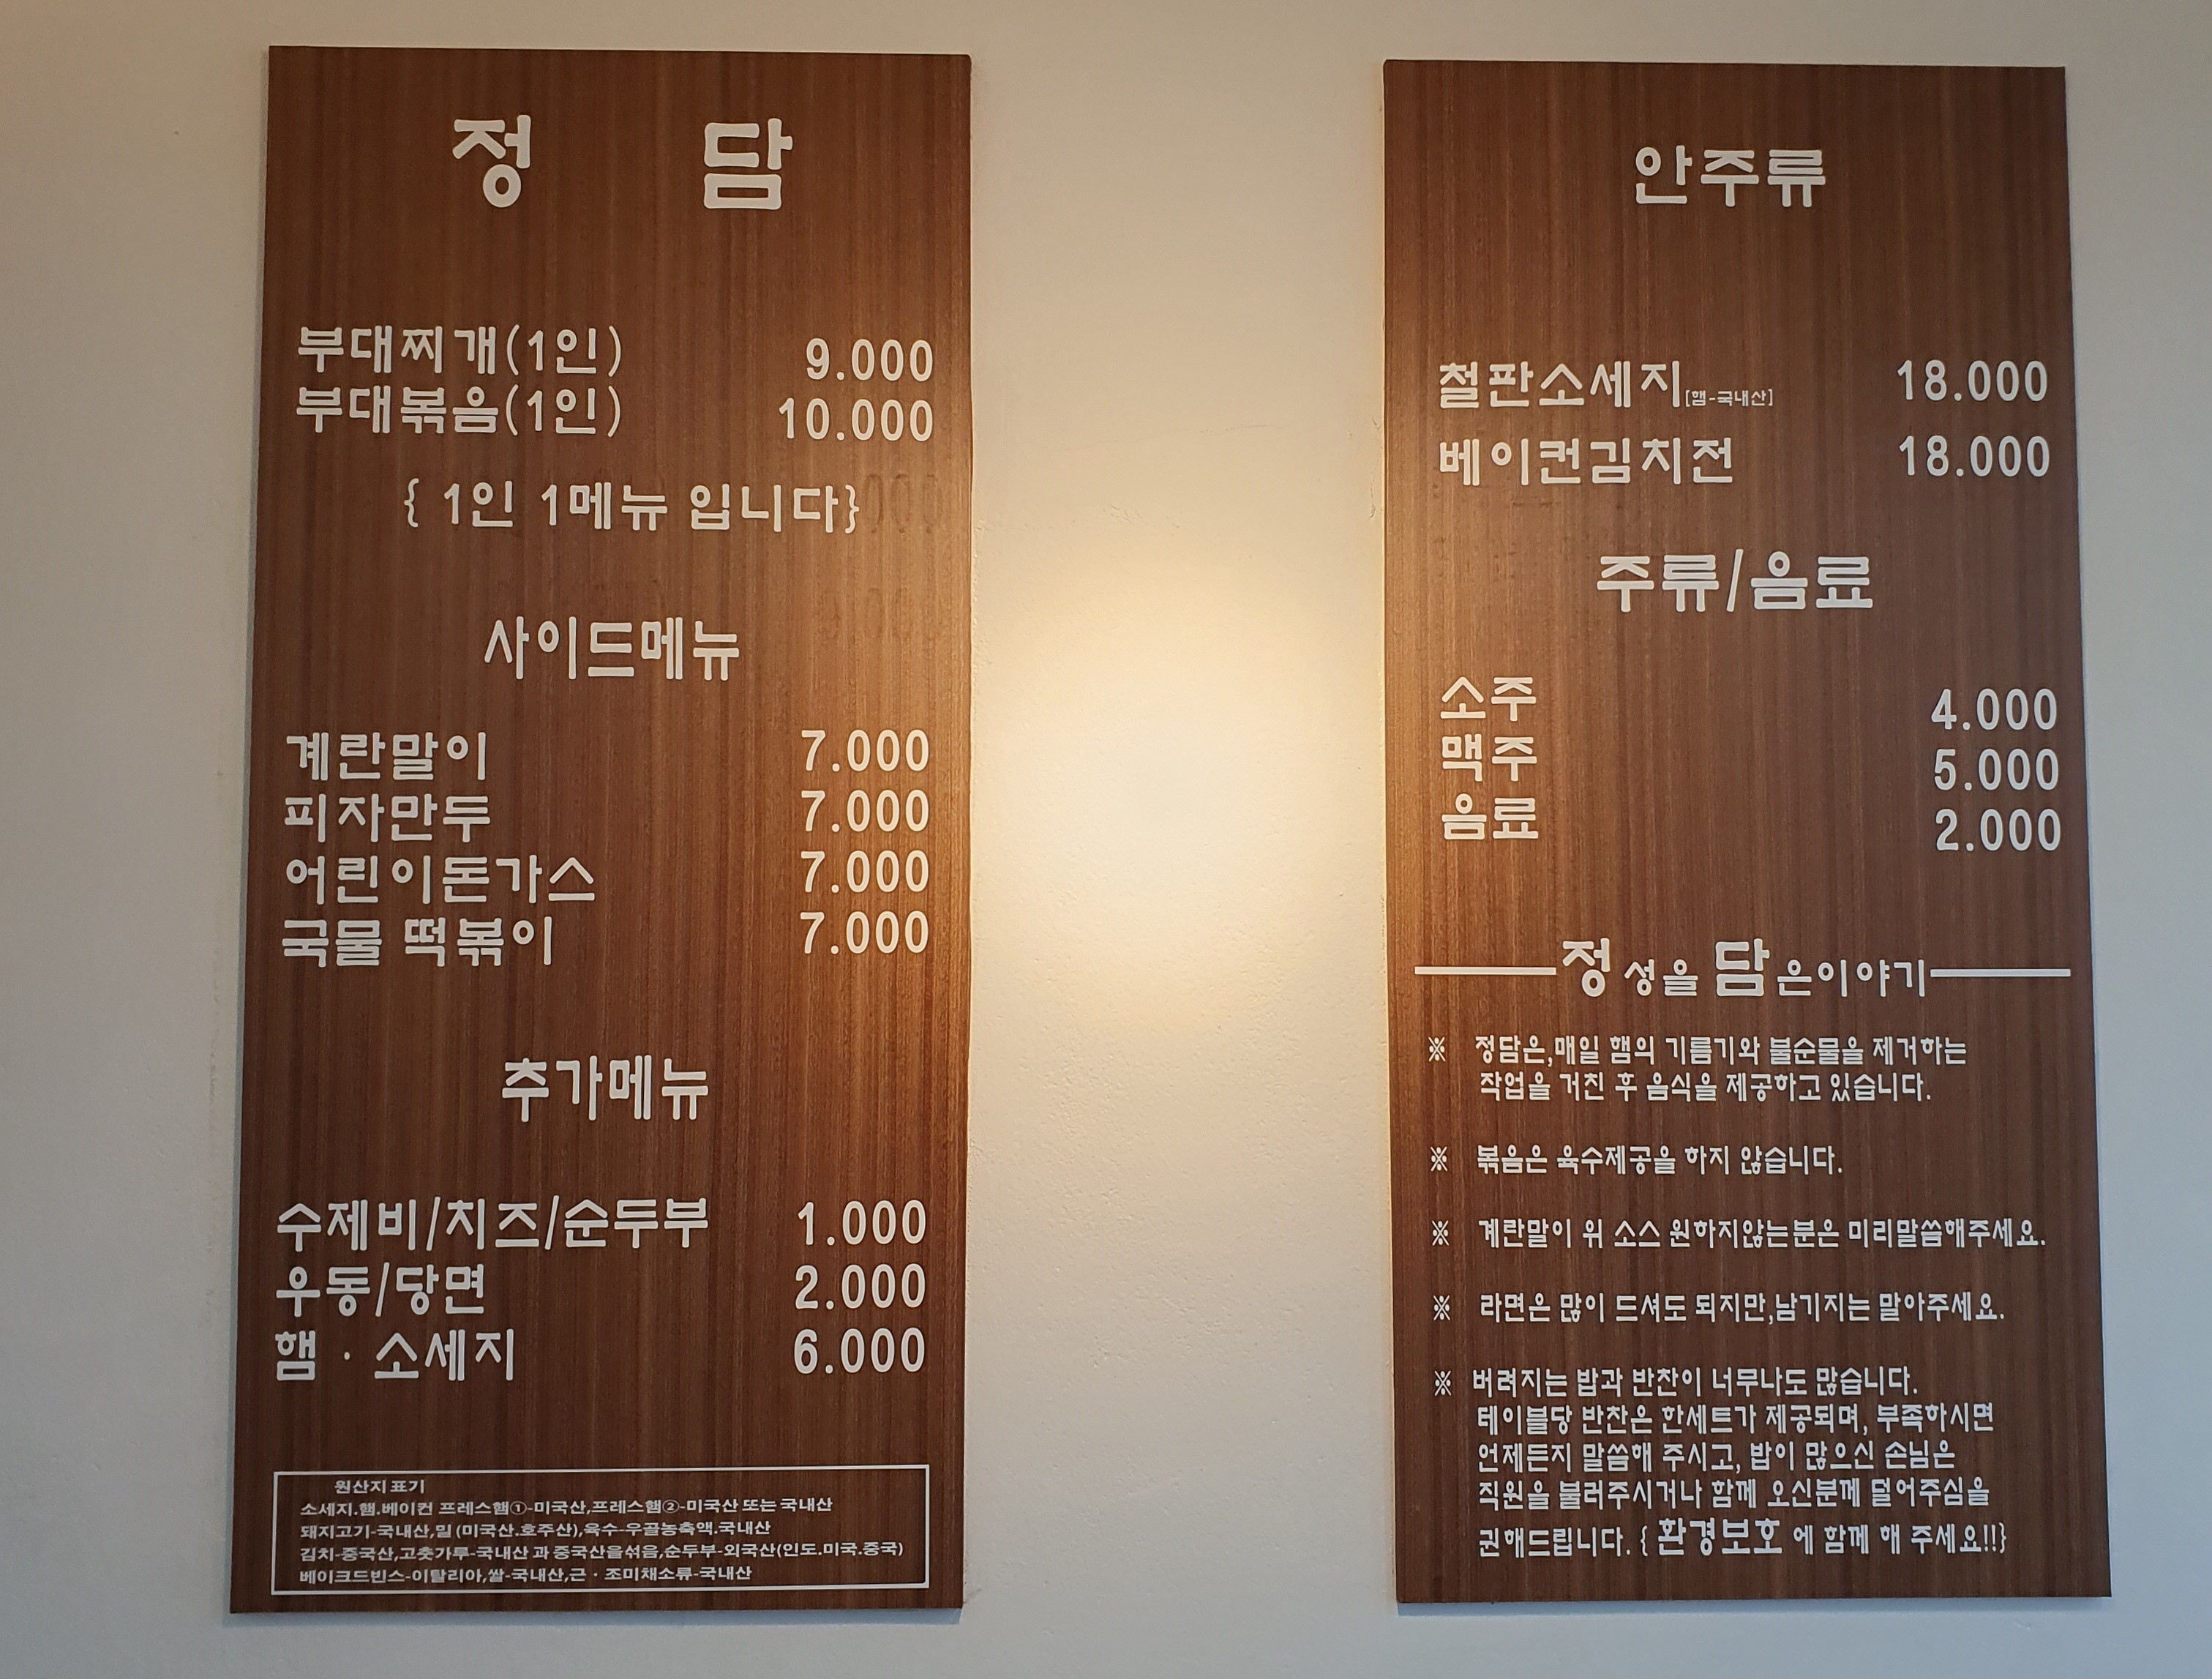 정 담
부대찌개(1인) 9.000
부대볶음(1인) 10.000
{ 1인 1메뉴 입니다}
사이드메뉴
계란말이 7.000
피자만두 7.000
어린이돈가스 7.000
국물 떡볶이 7.000
추가메뉴
수제비/치즈/순두부 1.000
우동/당면 2.000
햄 · 소세지 6.000
원산지표기
소세지.햄.베이컨 프레스햄①-미국산,프레스햄②-미국산 또는 국내산
돼지고기-국내산,밀 (미국산.호주산),육수-우골농축액.국내산
김치-중국산,고춧가루-국내산 과 중국산을섞음,순두부-외국산(인도.미국.중국)
베이크드빈스-이탈리아,쌀-국내산,근 · 조미채소류-국내산
안주류
철판소세지[햄-국내산] 18.000
베이컨김치전 18.000
주류/음료
소주 4.000
맥주 5.000
음료 2.000
정성을 담은이야기
※ 정담은,매일 햄의 기름기와 불순물을 제거하는
작업을 거친 후 음식을 제공하고 있습니다.
※ 볶음은 육수제공을 하지 않습니다.
※ 계란말이 위 소스 원하지않는분은 미리말씀해주세요.
※ 라면은 많이 드셔도 되지만,남기지는 말아주세요.
※ 버려지는 밥과 반찬이 너무나도 많습니다.
테이블당 반찬은 한세트가 제공되며, 부족하시면
언제든지 말씀해 주시고, 밥이 많으신 손님은
직원을 불러주시거나 함께 오신분께 덜어주심을
권해드립니다. { 환경보호 에 함께 해 주세요!!}